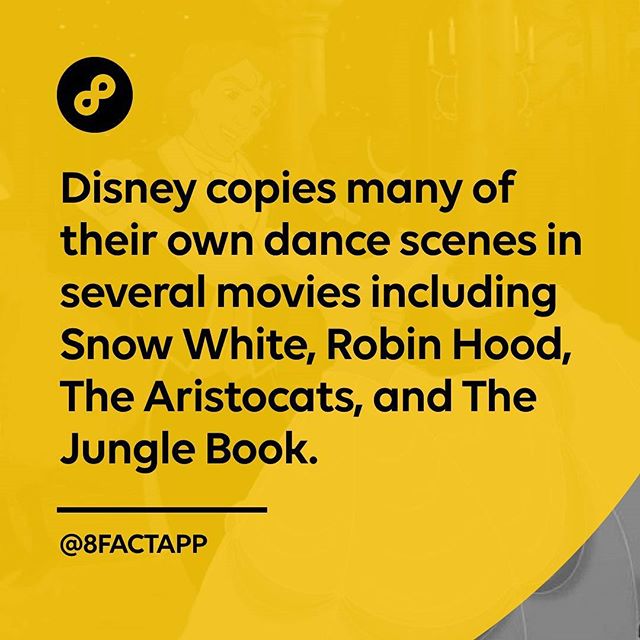 Disney copies many of
their own dance scenes in
several movies including
Snow White, Robin Hood,
The Aristocats, and The
Jungle Book.
@8FACTAPP